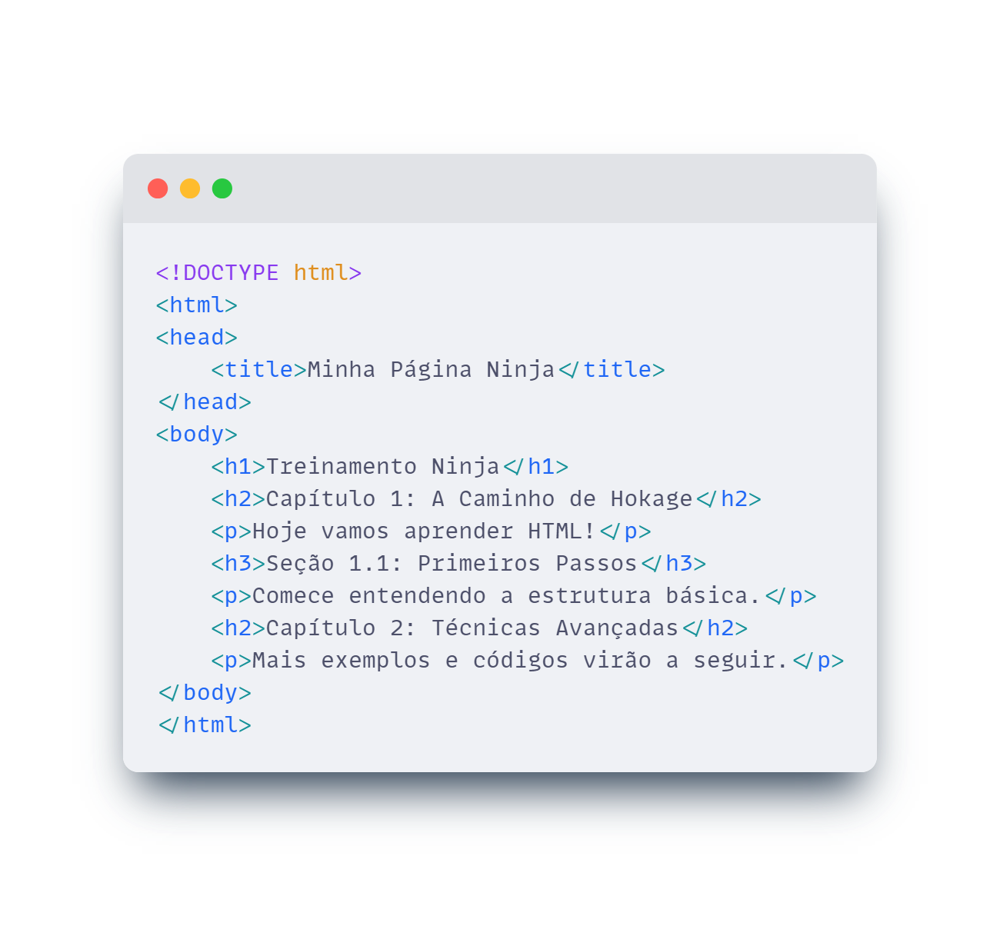 <!DOCTYPE html>
<html>
<head>
    <title>Minha Página Ninja</title>
</head>
<body>
    <h1>Treinamento Ninja</h1>
    <h2>Capítulo 1: A Caminho de Hokage</h2>
    <p>Hoje vamos aprender HTML!</p>
    <h3>Seção 1.1: Primeiros Passos</h3>
    <p>Comece entendendo a estrutura básica.</p>
    <h2>Capítulo 2: Técnicas Avançadas</h2>
    <p>Mais exemplos e códigos virão a seguir.</p>
</body>
</html>